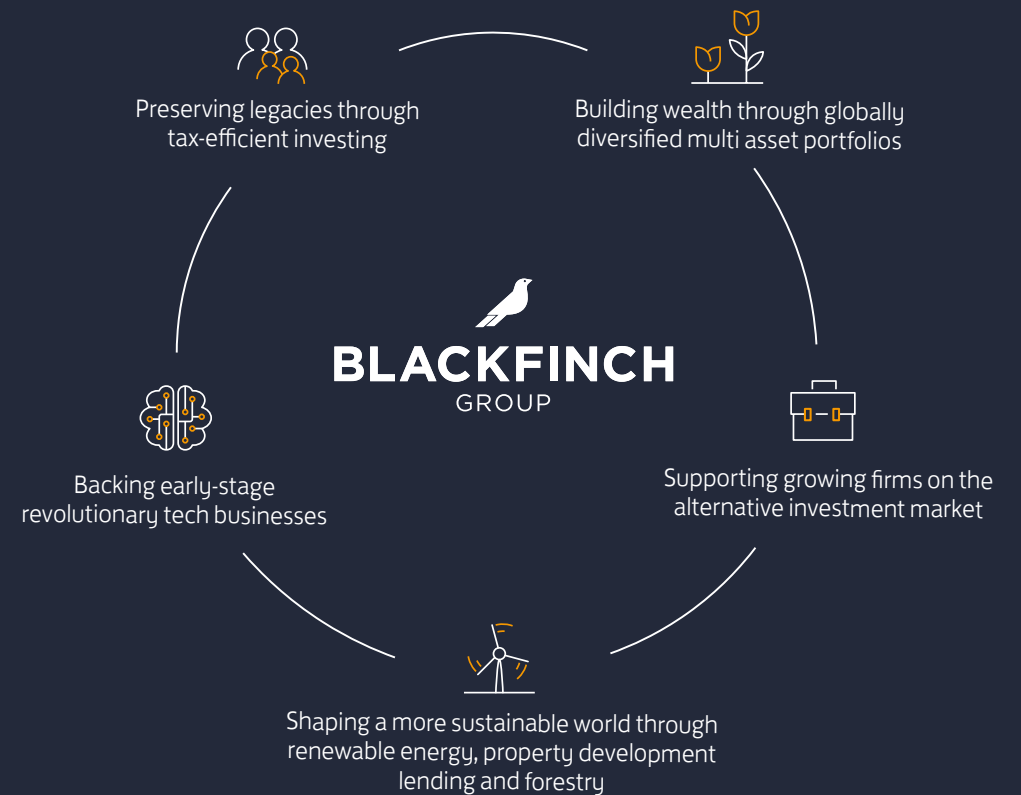 Preserving legacies through
tax-efficient investing
Building wealth through globally
diversified multi asset portfolios
BLACKFINCH
GROUP
Backing early-stage
revolutionary tech businesses
Supporting growing firms on the
alternative investment market
Shaping a more sustainable world through
renewable energy, property development
lending and forestry